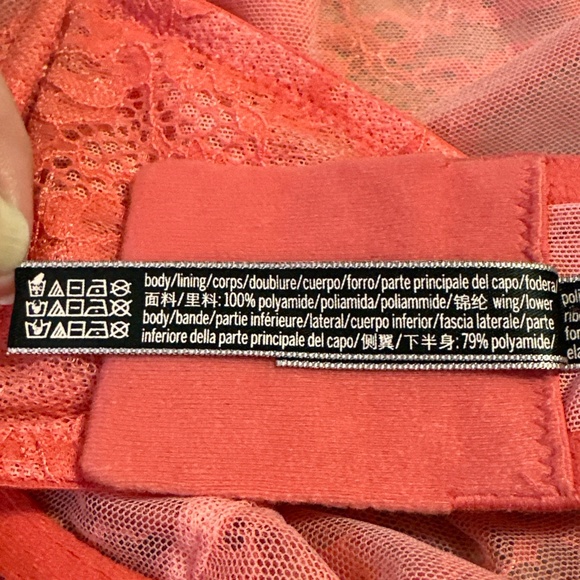 body/lining/corps/doublure/cuerpo/forro/parte principale del capo/fodera/
面料/里料: 100% polyamide/poliamida/poliammide/锦纶 wing/lower
body/bande/partie inférieure/lateral/cuerpo inferior/fascia laterale/parte
inferiore della parte principale del capo/侧翼/下半身: 79% polyamide/